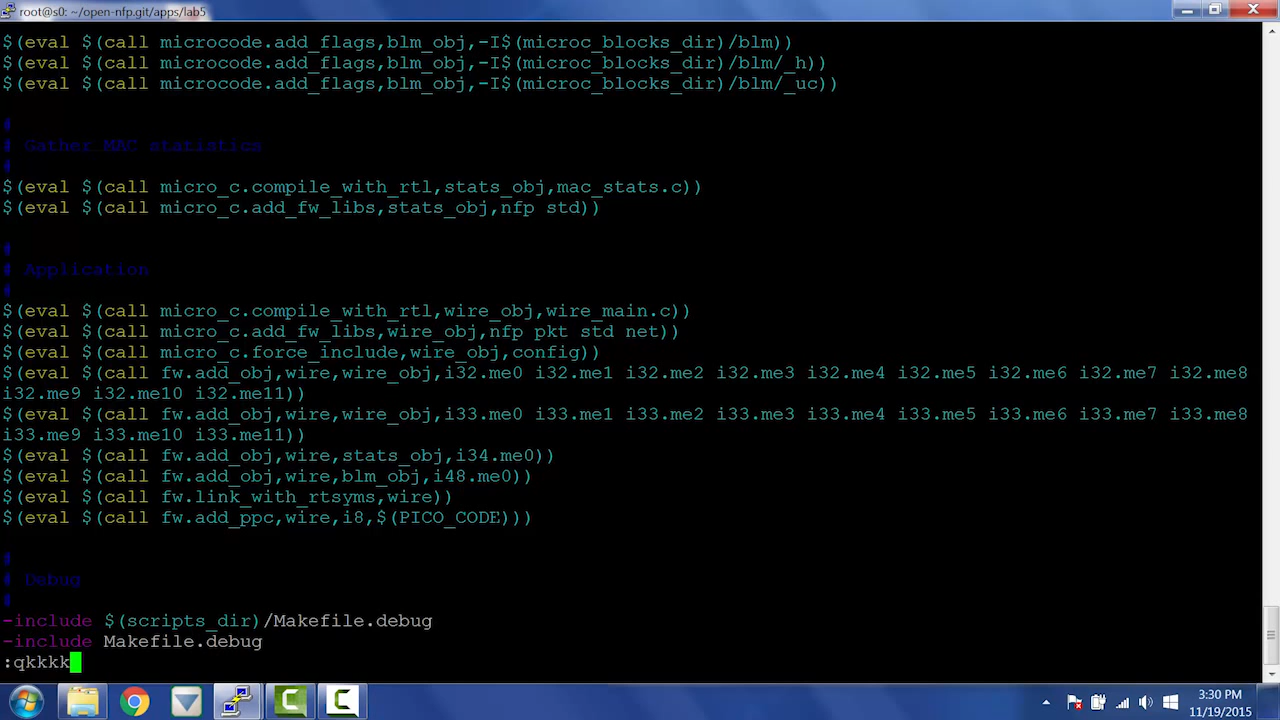 root@s0: ~/open-nfp.git/apps/lab5
$(eval $(call microcode.add_flags,blm_obj,-I$(microc_blocks_dir)/blm))
$(eval $(call microcode.add_flags,blm_obj,-I$(microc_blocks_dir)/blm/_h))
$(eval $(call microcode.add_flags,blm_obj,-I$(microc_blocks_dir)/blm/_uc))
#
# Gather MAC statistics
#
$(eval $(call micro_c.compile_with_rtl,stats_obj,mac_stats.c))
$(eval $(call micro_c.add_fw_libs,stats_obj,nfp std))
#
# Application
#
$(eval $(call micro_c.compile_with_rtl,wire_obj,wire_main.c))
$(eval $(call micro_c.add_fw_libs,wire_obj,nfp pkt std net))
$(eval $(call micro_c.force_include,wire_obj,config))
$(eval $(call fw.add_obj,wire,wire_obj,i32.me0 i32.me1 i32.me2 i32.me3 i32.me4 i32.me5 i32.me6 i32.me7 i32.me8
i32.me9 i32.me10 i32.me11))
$(eval $(call fw.add_obj,wire,wire_obj,i33.me0 i33.me1 i33.me2 i33.me3 i33.me4 i33.me5 i33.me6 i33.me7 i33.me8
i33.me9 i33.me10 i33.me11))
$(eval $(call fw.add_obj,wire,stats_obj,i34.me0))
$(eval $(call fw.add_obj,wire,blm_obj,i48.me0))
$(eval $(call fw.link_with_rtsyms,wire))
$(eval $(call fw.add_ppc,wire,i8,$(PICO_CODE)))
#
# Debug
#
-include $(scripts_dir)/Makefile.debug
-include Makefile.debug
:qkkkk
3:30 PM
11/19/2015